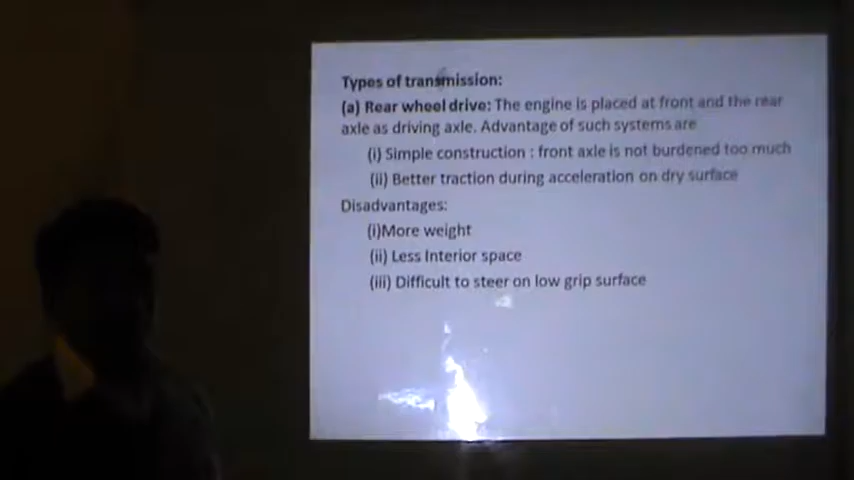 Types of transmission:
(a) Rear wheel drive: The engine is placed at front and the rear
axle as driving axle. Advantage of such systems are
(i) Simple construction : front axle is not burdened too much
(ii) Better traction during acceleration on dry surface
Disadvantages:
(i)More weight
(ii) Less Interior space
(iii) Difficult to steer on low grip surface